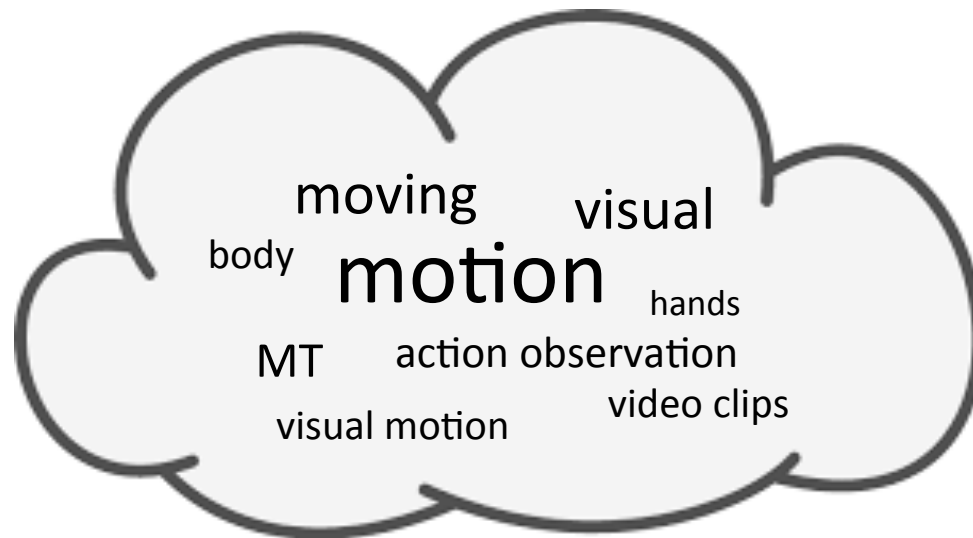 moving
visual
body
motion
hands
MT
action observation
video clips
visual motion